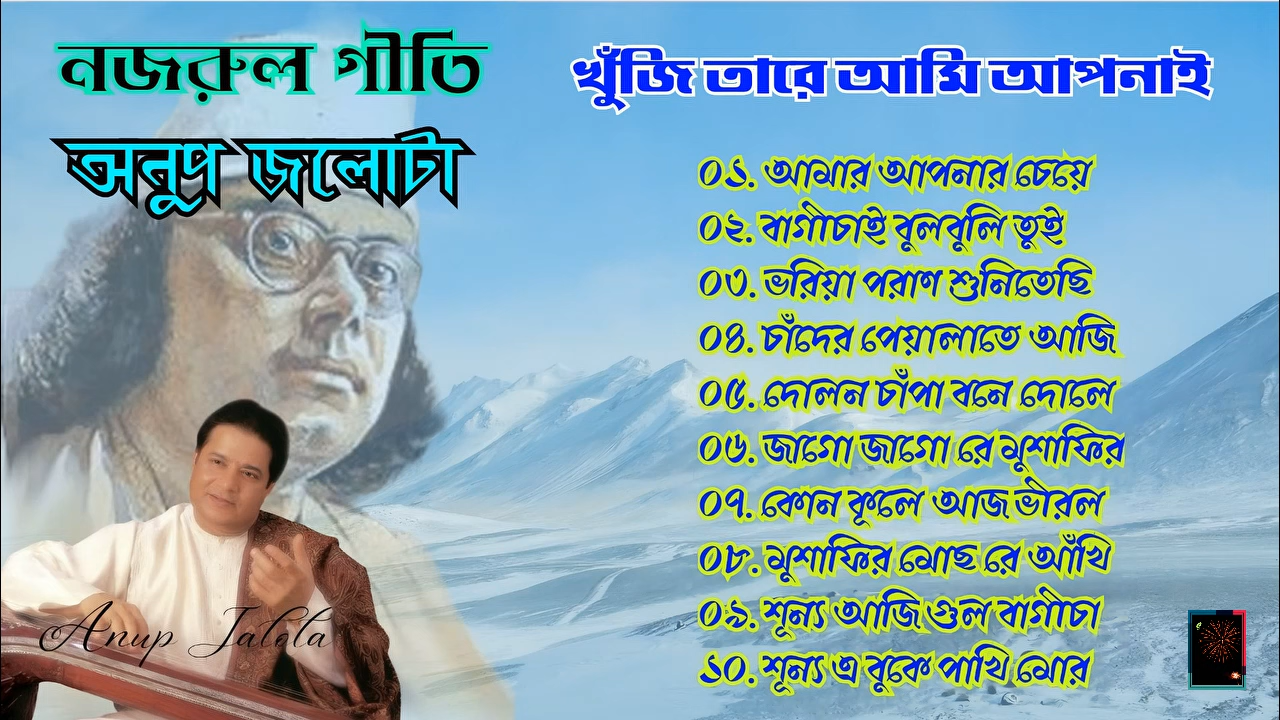 নজরুল গীতি
অনুপ জলোটা
খুঁজি তারে আমি আপনাই
০১. আমার আপনার চেয়ে
০২. বাগীচাই বুলবুলি তুই
০৩. ভরিয়া পরাণ শুনিতেছি
০৪. চাঁদের পেয়ালাতে আজি
০৫. দোলন চাঁপা বনে দোলে
০৬. জাগো জাগো রে মুশাফির
০৭. কোন কূলে আজ ভীরল
০৮. মুশাফির মোছ রে আঁখি
০৯. শূন্য আজি গুল বাগীচা
১০. শূন্য এ বুকে পাখি মোর
Anup Jalota